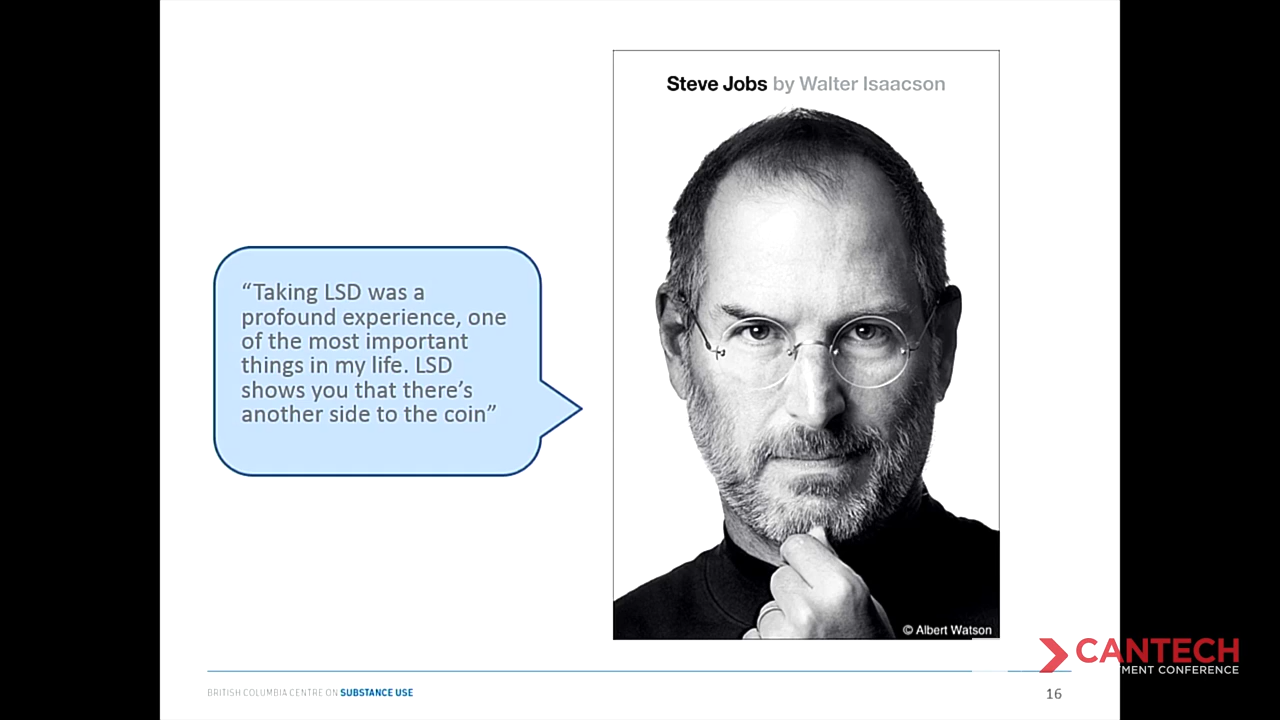 Steve Jobs by Walter Isaacson
“Taking LSD was a
profound experience, one
of the most important
things in my life. LSD
shows you that there’s
another side to the coin”
© Albert Watson
CANTECH
MENT CONFERENCE
BRITISH COLUMBIA CENTRE ON SUBSTANCE USE
16